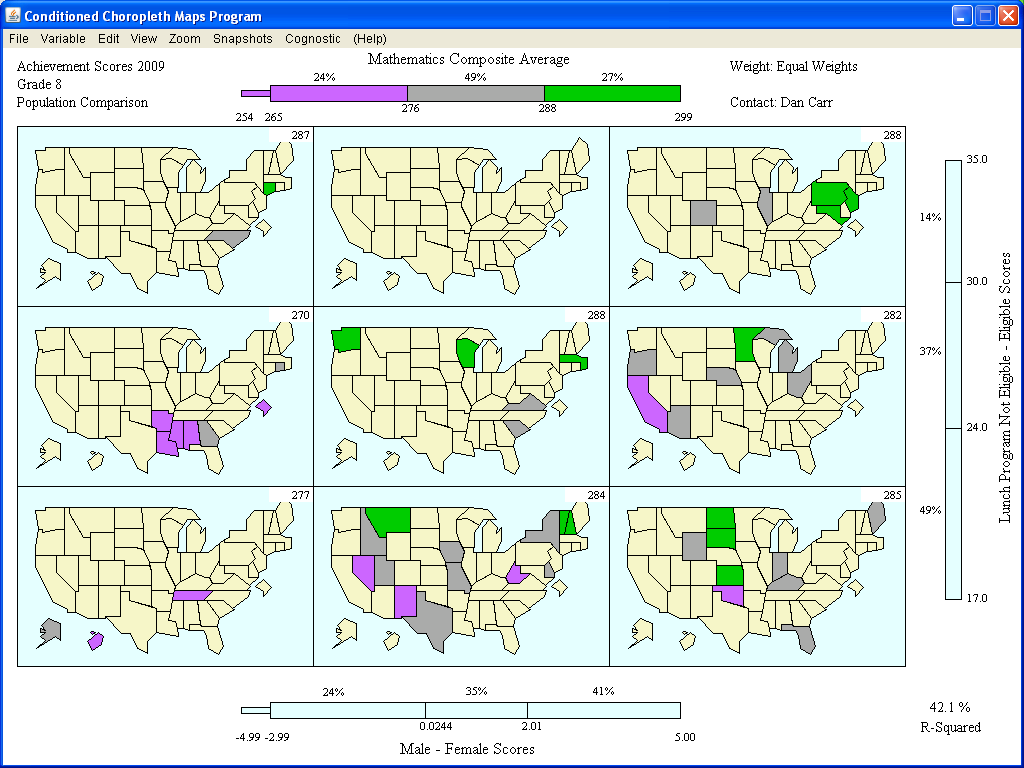 Conditioned Choropleth Maps Program
File Variable Edit View Zoom Snapshots Cognostic (Help)
Achievement Scores 2009
Grade 8
Population Comparison
Mathematics Composite Average
24% 49% 27%
254 265 276 288 299
Weight: Equal Weights
Contact: Dan Carr
287
288
270
288
282
277
284
285
35.0
14%
30.0
37%
24.0
49%
17.0
Lunch Program Not Eligible - Eligible Scores
24% 35% 41%
-4.99 -2.99 0.0244 2.01 5.00
Male - Female Scores
42.1 %
R-Squared